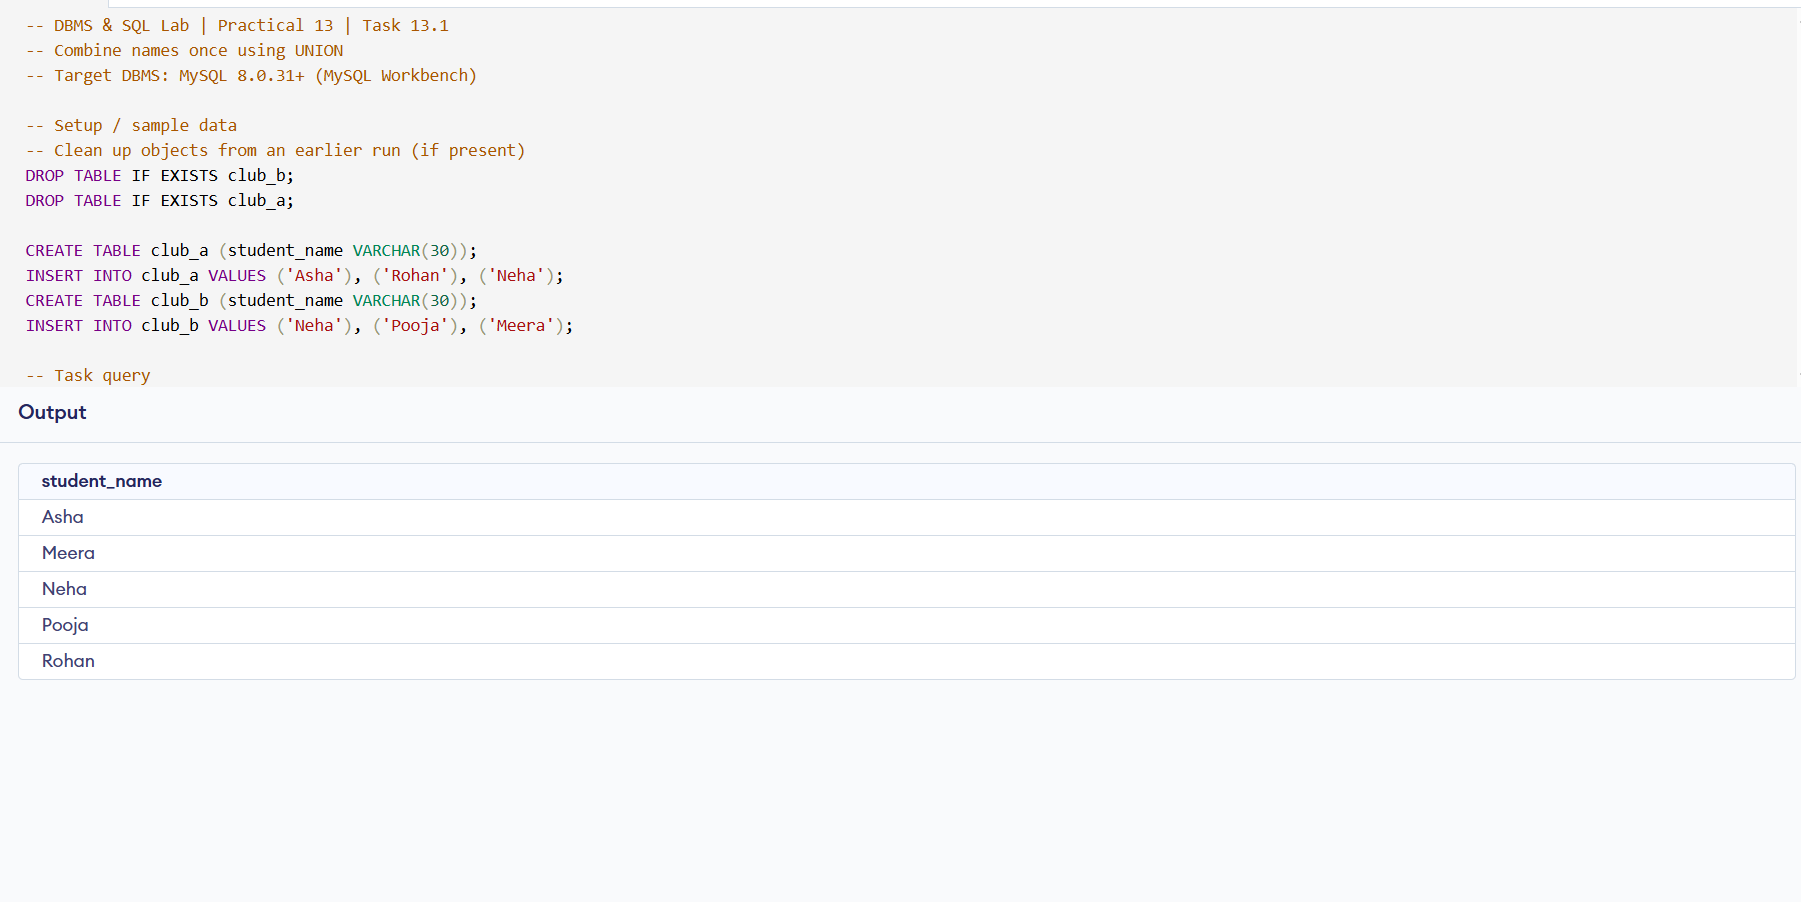 -- DBMS & SQL Lab | Practical 13 | Task 13.1
-- Combine names once using UNION
-- Target DBMS: MySQL 8.0.31+ (MySQL Workbench)
-- Setup / sample data
-- Clean up objects from an earlier run (if present)
DROP TABLE IF EXISTS club_b;
DROP TABLE IF EXISTS club_a;
CREATE TABLE club_a (student_name VARCHAR(30));
INSERT INTO club_a VALUES ('Asha'), ('Rohan'), ('Neha');
CREATE TABLE club_b (student_name VARCHAR(30));
INSERT INTO club_b VALUES ('Neha'), ('Pooja'), ('Meera');
-- Task query
Output
student_name
Asha
Meera
Neha
Pooja
Rohan